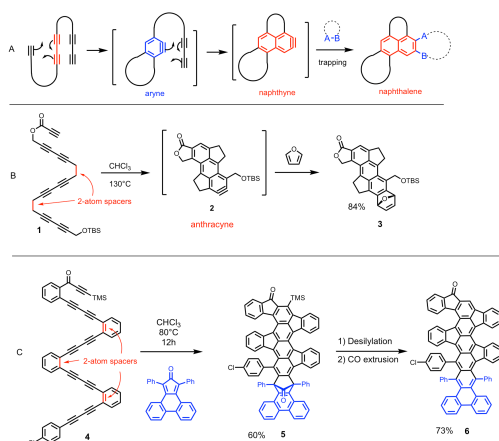 A
aryne
naphthyne
A-B
trapping
A
B
naphthalene
B
O
O
1
2-atom spacers
OTBS
CHCl3
130°C
O
O
OTBS
2
anthracyne
O
O
O
OTBS
O
84%
3
C
O
TMS
2-atom spacers
4
CHCl3
80°C
12h
O
Ph
Ph
O
TMS
Cl
Ph
Ph
60%
5
1) Desilylation
2) CO extrusion
O
Cl
Ph
Ph
73%
6